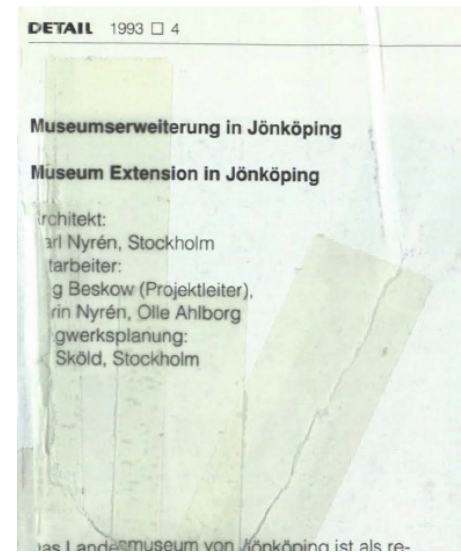 DETAIL 1993 □ 4
Museumserweiterung in Jönköping
Museum Extension in Jönköping
rchitekt:
arl Nyrén, Stockholm
tarbeiter:
g Beskow (Projektleiter),
rin Nyrén, Olle Ahlborg
gwerksplanung:
Sköld, Stockholm
as Landesmuseum von Jönköping ist als re-